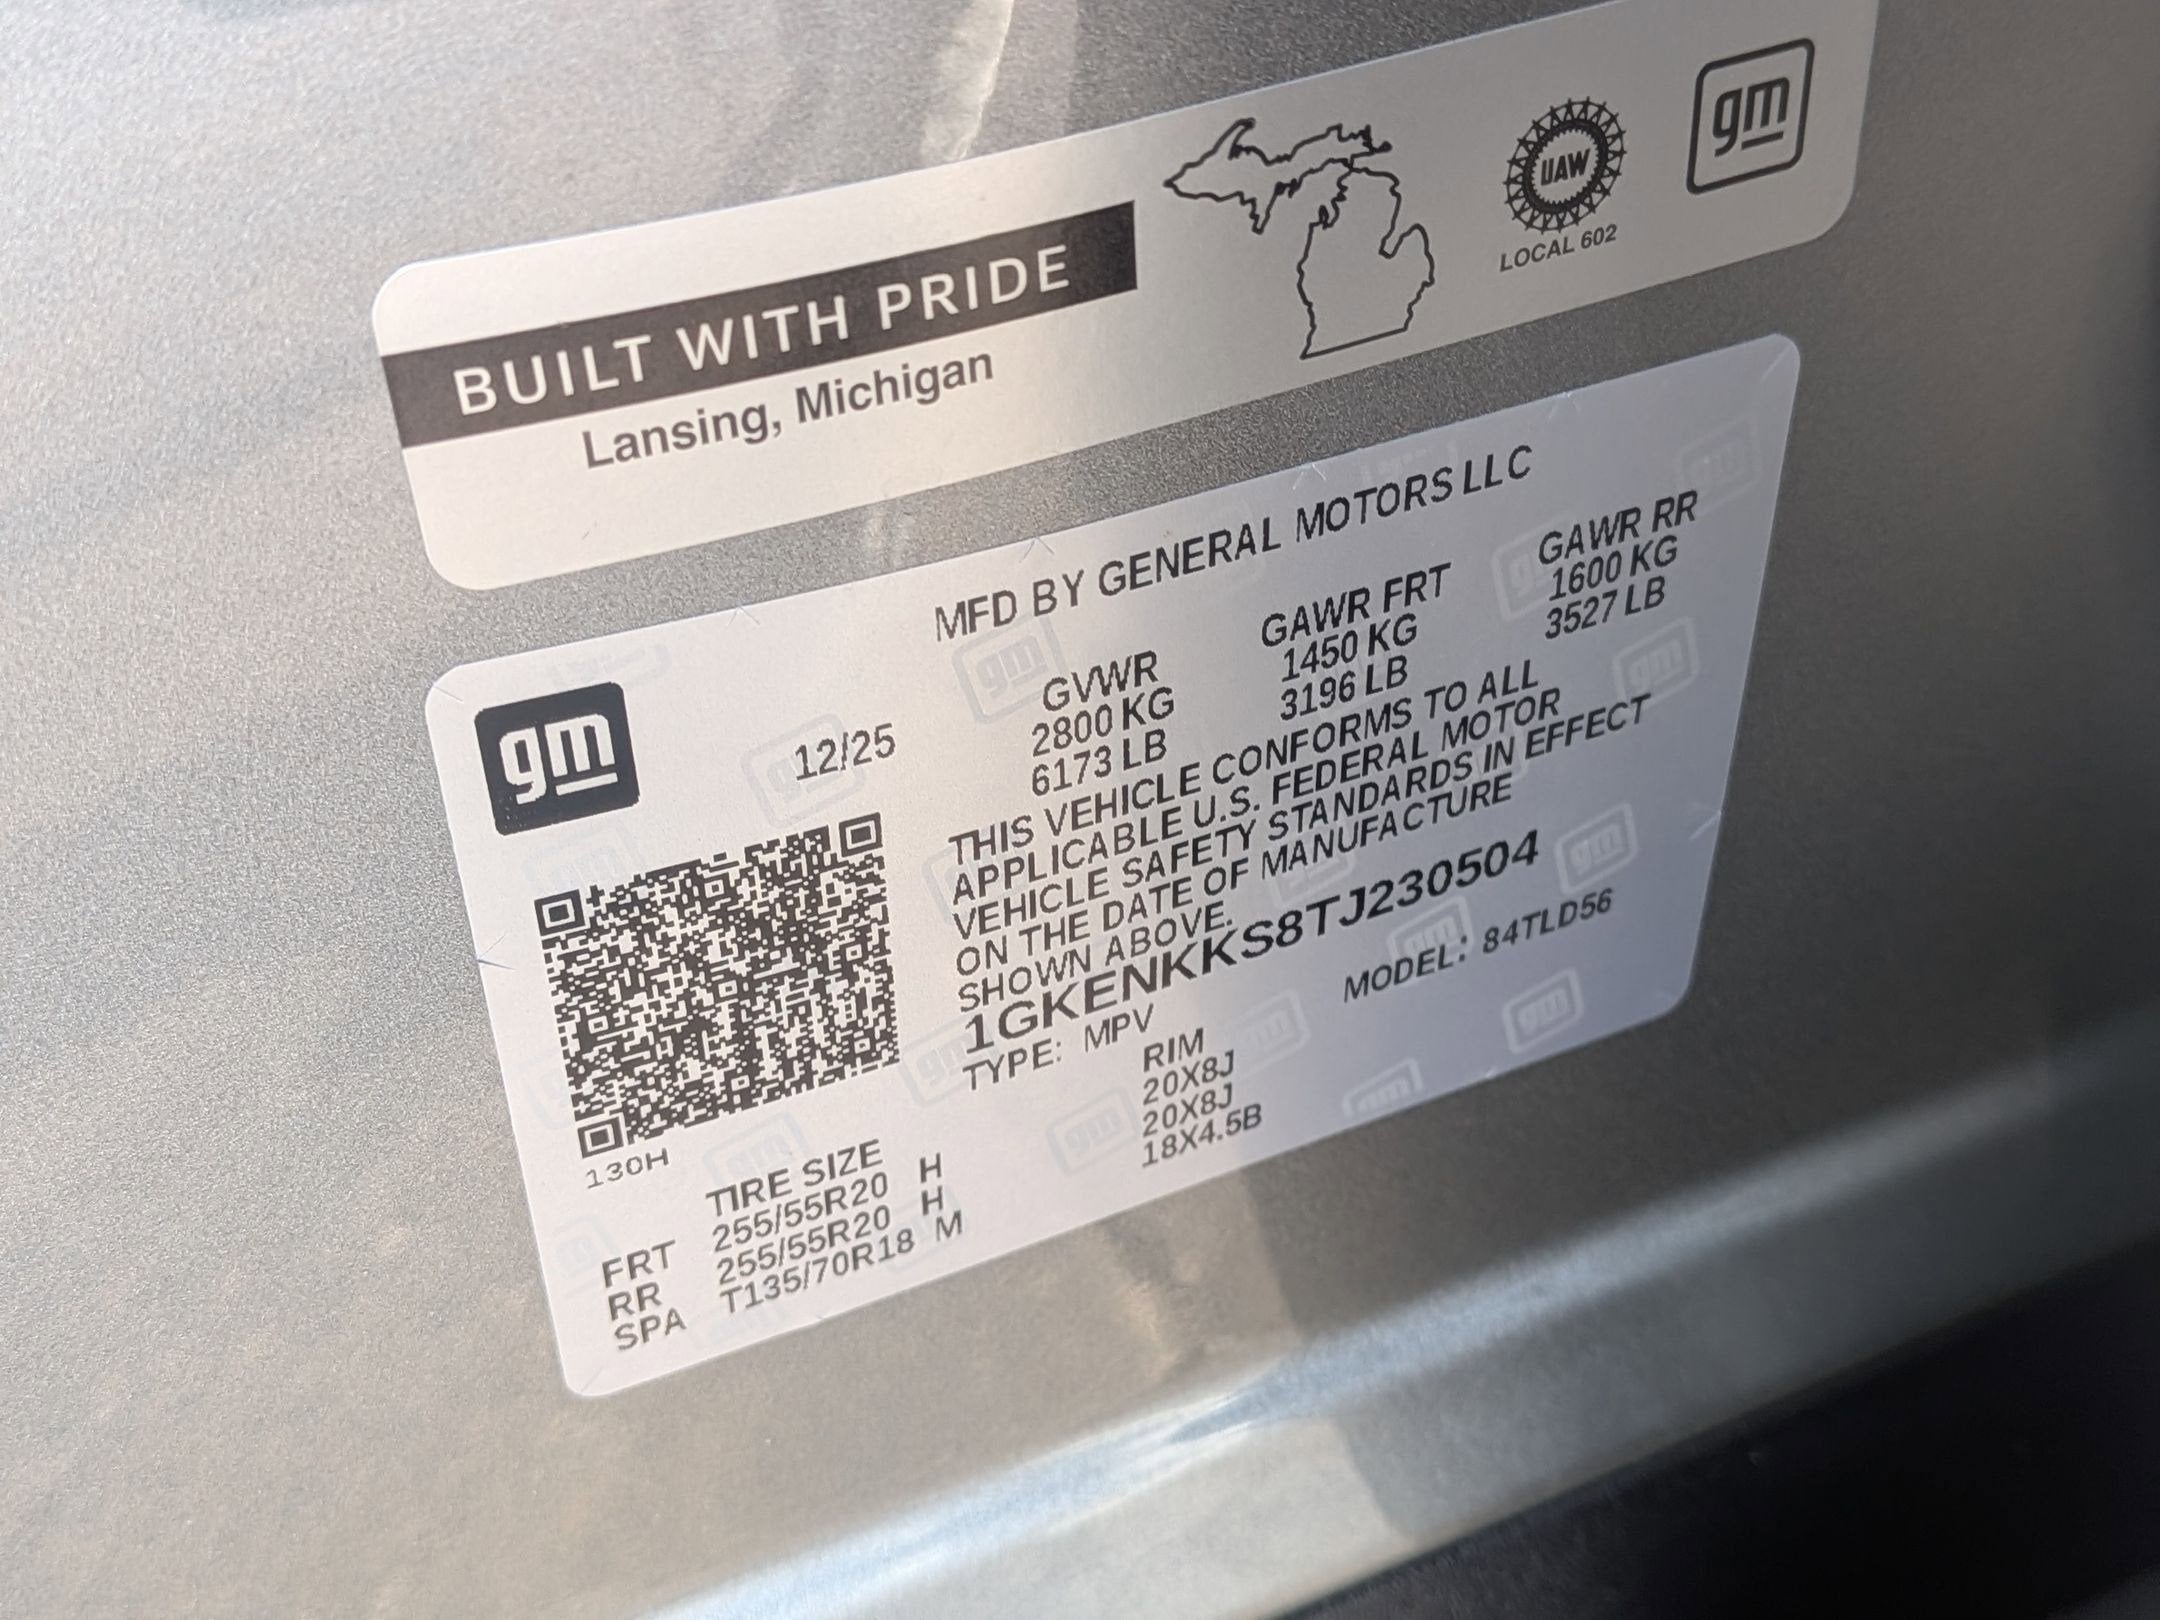 BUILT WITH PRIDE
Lansing, Michigan
UAW
LOCAL 602
gm
MFD BY GENERAL MOTORS LLC
gm
12/25
GVWR GAWR FRT GAWR RR
2800 KG 1450 KG 1600 KG
6173 LB 3196 LB 3527 LB
THIS VEHICLE CONFORMS TO ALL
APPLICABLE U.S. FEDERAL MOTOR
VEHICLE SAFETY STANDARDS IN EFFECT
ON THE DATE OF MANUFACTURE
SHOWN ABOVE.
1GKENKKS8TJ230504
TYPE: MPV MODEL: 84TLD56
130H
TIRE SIZE RIM
FRT 255/55R20 H 20X8J
RR 255/55R20 H 20X8J
SPA T135/70R18 M 18X4.5B